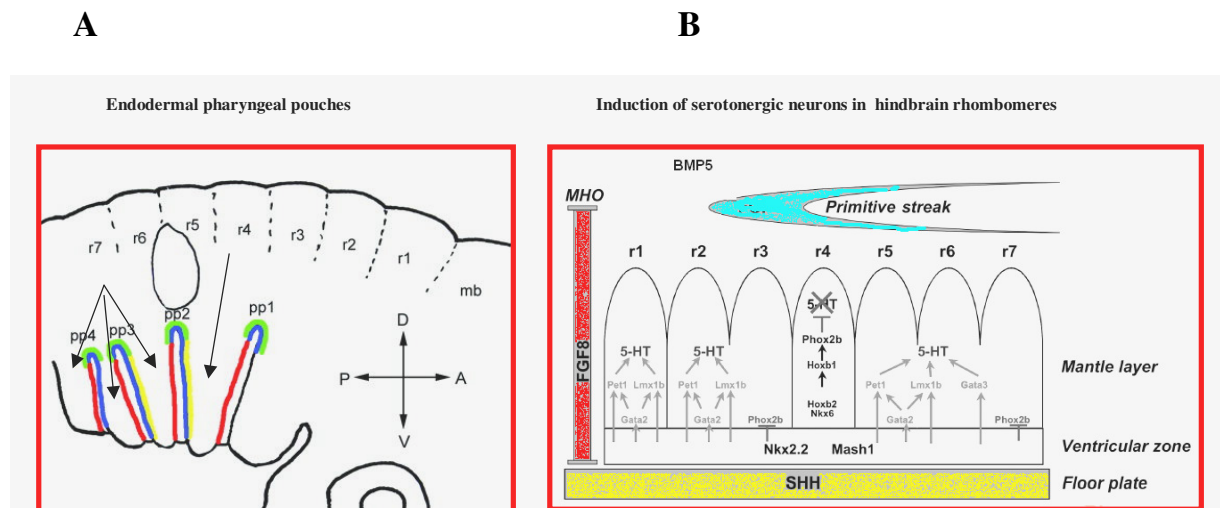 A
B
Endodermal pharyngeal pouches
Induction of serotonergic neurons in hindbrain rhombomeres
r7
r6
r5
r4
r3
r2
r1
mb
pp4
pp3
pp2
pp1
D
P
A
V
BMP5
MHO
Primitive streak
r1 r2 r3 r4 r5 r6 r7
FGF8
5-HT
Phox2b
Hoxb1
Hoxb2
Nkx6
5-HT 5-HT 5-HT
Mantle layer
Pet1 Lmx1b Pet1 Lmx1b Pet1 Lmx1b Gata3
Gata2 Gata2 Phox2b Gata2 Phox2b
Nkx2.2 Mash1
Ventricular zone
SHH
Floor plate